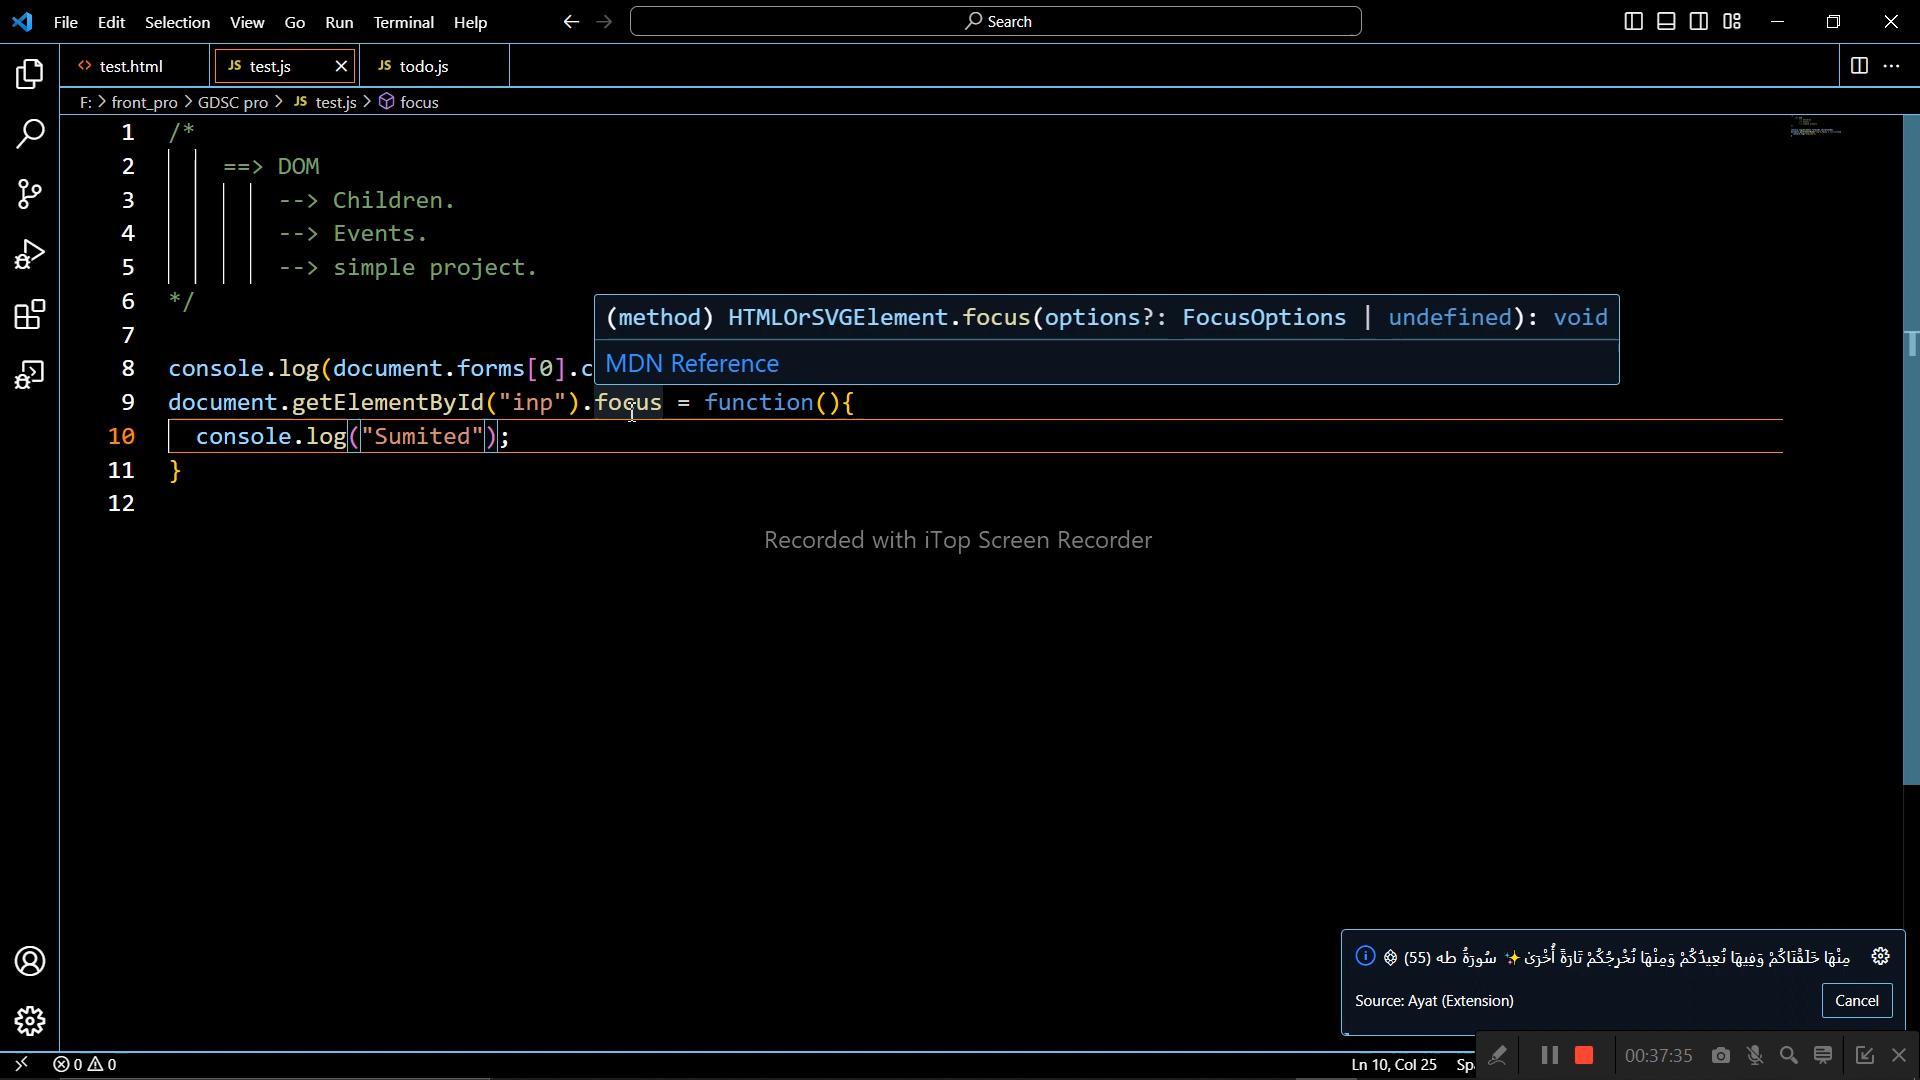 File Edit Selection View Go Run Terminal Help
Search
test.html
JS test.js
JS todo.js
F: > front_pro > GDSC pro > JS test.js > focus
1 /*
2 ==> DOM
3 --> Children.
4 --> Events.
5 --> simple project.
6 */
7
(method) HTMLOrSVGElement.focus(options?: FocusOptions | undefined): void
MDN Reference
8 console.log(document.forms[0].c
9 document.getElementById("inp").focus = function(){
10 console.log("Sumited");
11 }
12
Recorded with iTop Screen Recorder
مِنْهَا خَلَقْنَاكُمْ وَفِيهَا نُعِيدُكُمْ وَمِنْهَا نُخْرِجُكُمْ تَارَةً أُخْرَىٰ ✨ سُورَةُ طه (55)
Source: Ayat (Extension)
Cancel
0 0
Ln 10, Col 25
00:37:35